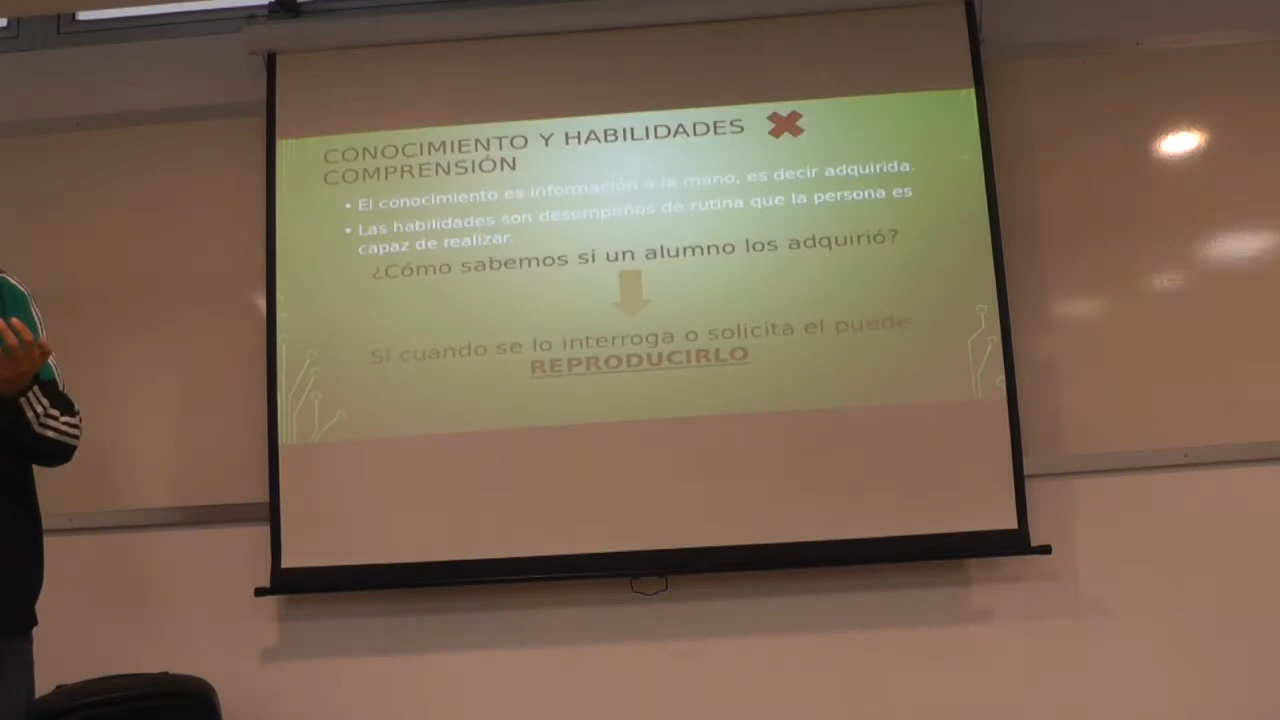 CONOCIMIENTO Y HABILIDADES
COMPRENSIÓN
• El conocimiento es información a la mano, es decir adquirida.
• Las habilidades son desempeños de rutina que la persona es
capaz de realizar.
¿Cómo sabemos si un alumno los adquirió?
Si cuando se lo interroga o solicita el puede
REPRODUCIRLO